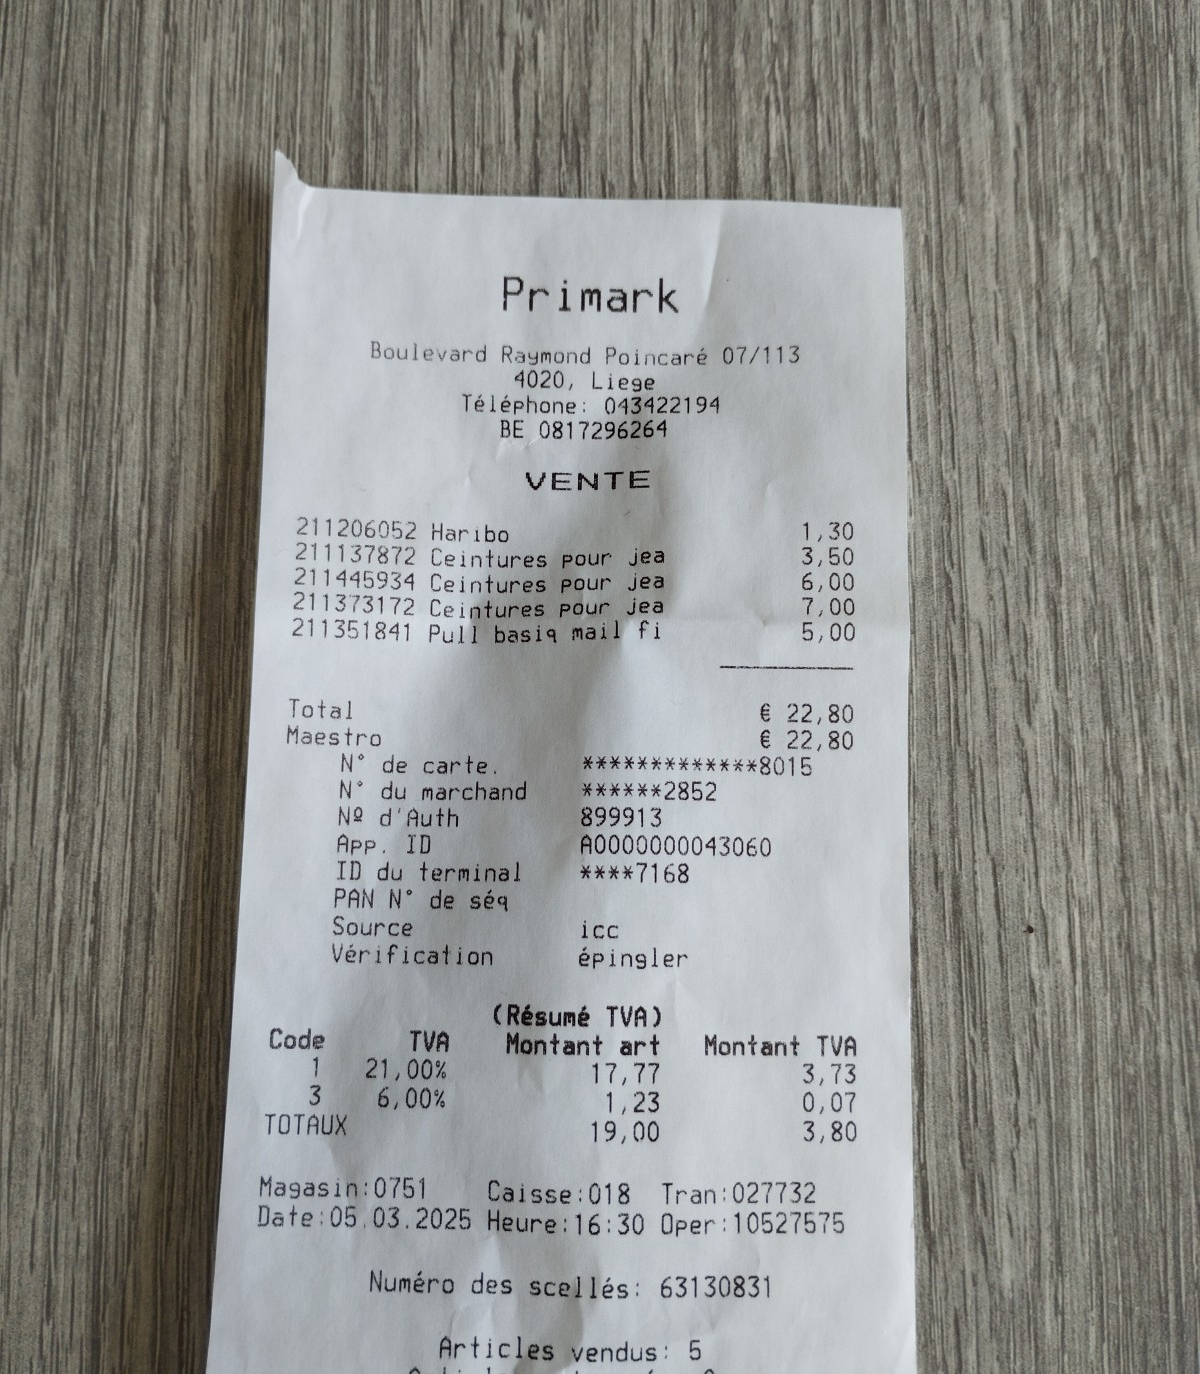 Primark
Boulevard Raymond Poincaré 07/113
4020, Liege
Téléphone: 043422194
BE 0817296264
VENTE
211206052 Haribo 1,30
211137872 Ceintures pour jea 3,50
211445934 Ceintures pour jea 6,00
211373172 Ceintures pour jea 7,00
211351841 Pull basiq mail fi 5,00
Total € 22,80
Maestro € 22,80
N° de carte. *************8015
N° du marchand ******2852
Nº d'Auth 899913
App. ID A0000000043060
ID du terminal ****7168
PAN N° de séq
Source icc
Vérification épingler
(Résumé TVA)
Code TVA Montant art Montant TVA
1 21,00% 17,77 3,73
3 6,00% 1,23 0,07
TOTAUX 19,00 3,80
Magasin:0751 Caisse:018 Tran:027732
Date:05.03.2025 Heure:16:30 Oper:10527575
Numéro des scellés: 63130831
Articles vendus: 5